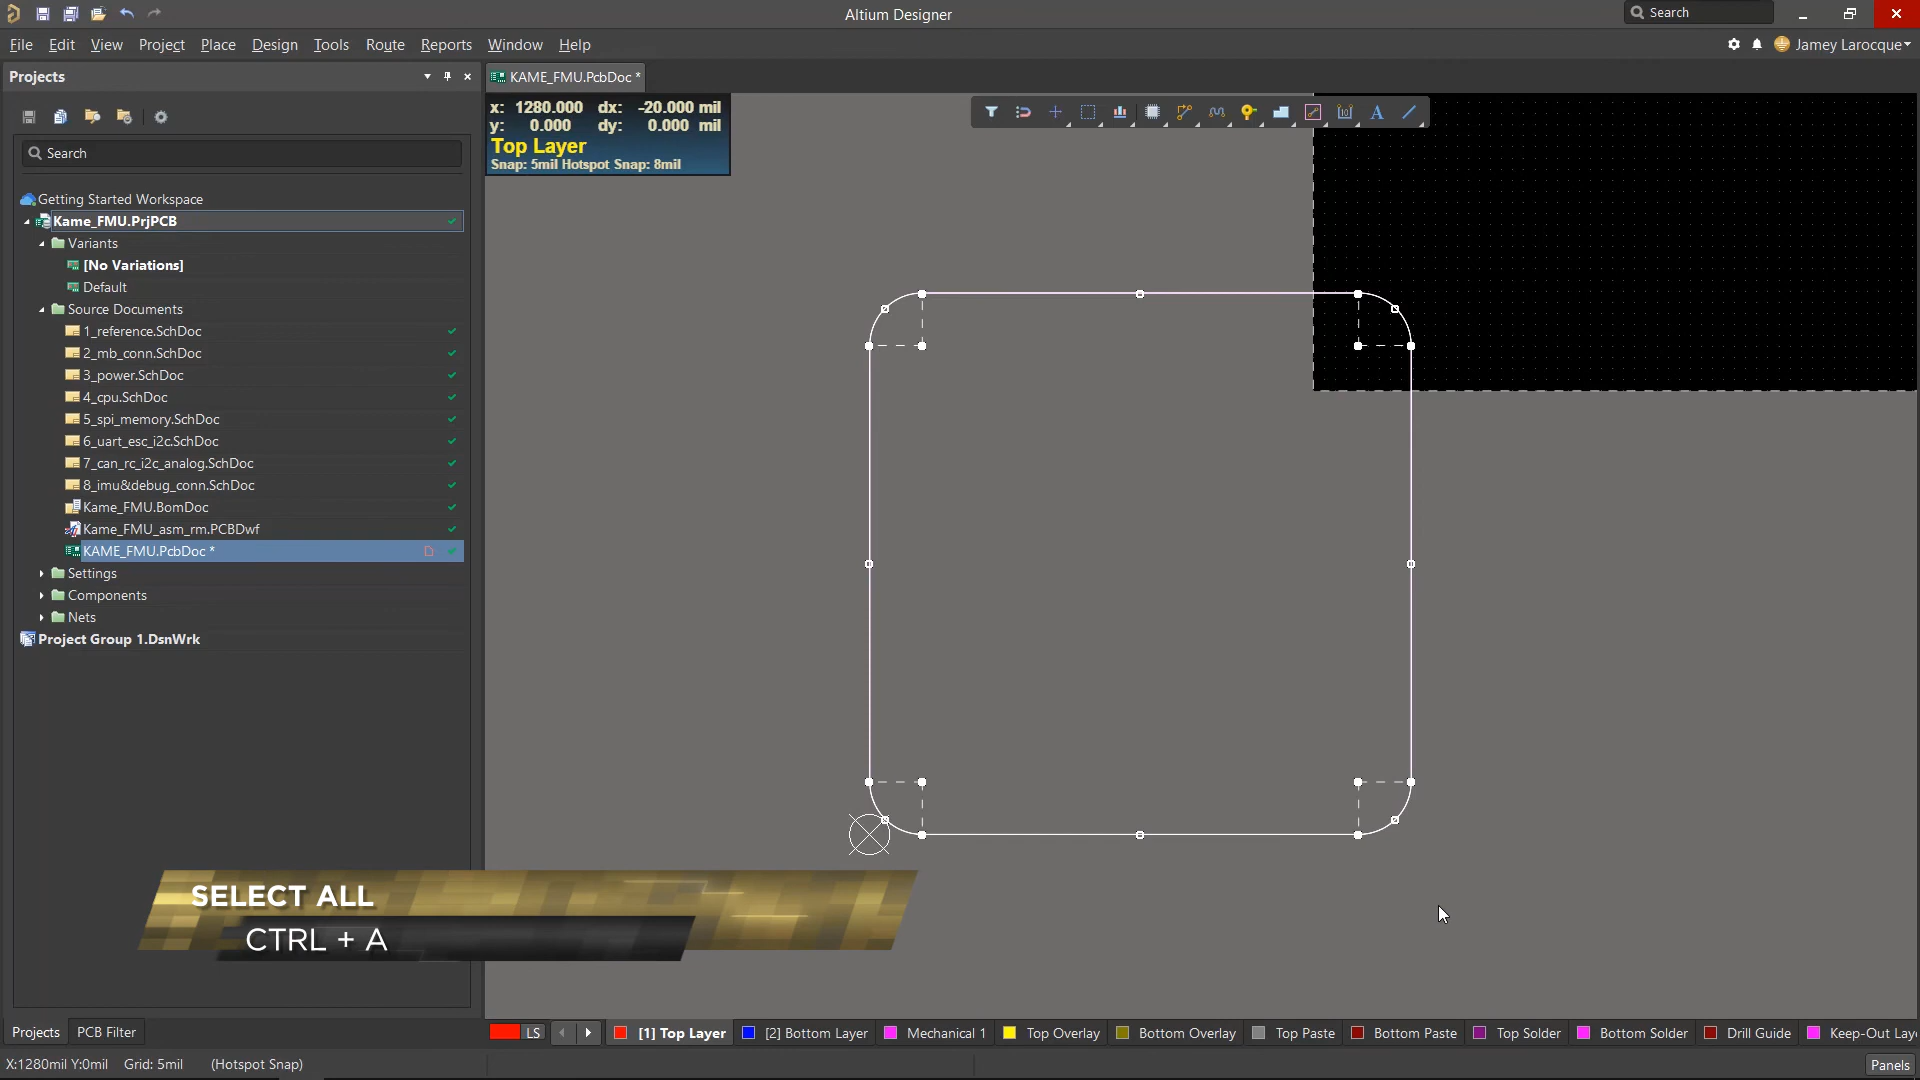 Altium Designer
Search
File Edit View Project Place Design Tools Route Reports Window Help
Jamey Larocque
Projects
KAME_FMU.PcbDoc *
x: 1280.000 dx: -20.000 mil
y: 0.000 dy: 0.000 mil
Top Layer
Snap: 5mil Hotspot Snap: 8mil
Search
Getting Started Workspace
Kame_FMU.PrjPCB
Variants
[No Variations]
Default
Source Documents
1_reference.SchDoc
2_mb_conn.SchDoc
3_power.SchDoc
4_cpu.SchDoc
5_spi_memory.SchDoc
6_uart_esc_i2c.SchDoc
7_can_rc_i2c_analog.SchDoc
8_imu&debug_conn.SchDoc
Kame_FMU.BomDoc
Kame_FMU_asm_rm.PCBDwf
KAME_FMU.PcbDoc *
Settings
Components
Nets
Project Group 1.DsnWrk
SELECT ALL
CTRL + A
Projects PCB Filter
LS [1] Top Layer [2] Bottom Layer Mechanical 1 Top Overlay Bottom Overlay Top Paste Bottom Paste Top Solder Bottom Solder Drill Guide Keep-Out Lay
X:1280mil Y:0mil Grid: 5mil (Hotspot Snap)
Panels